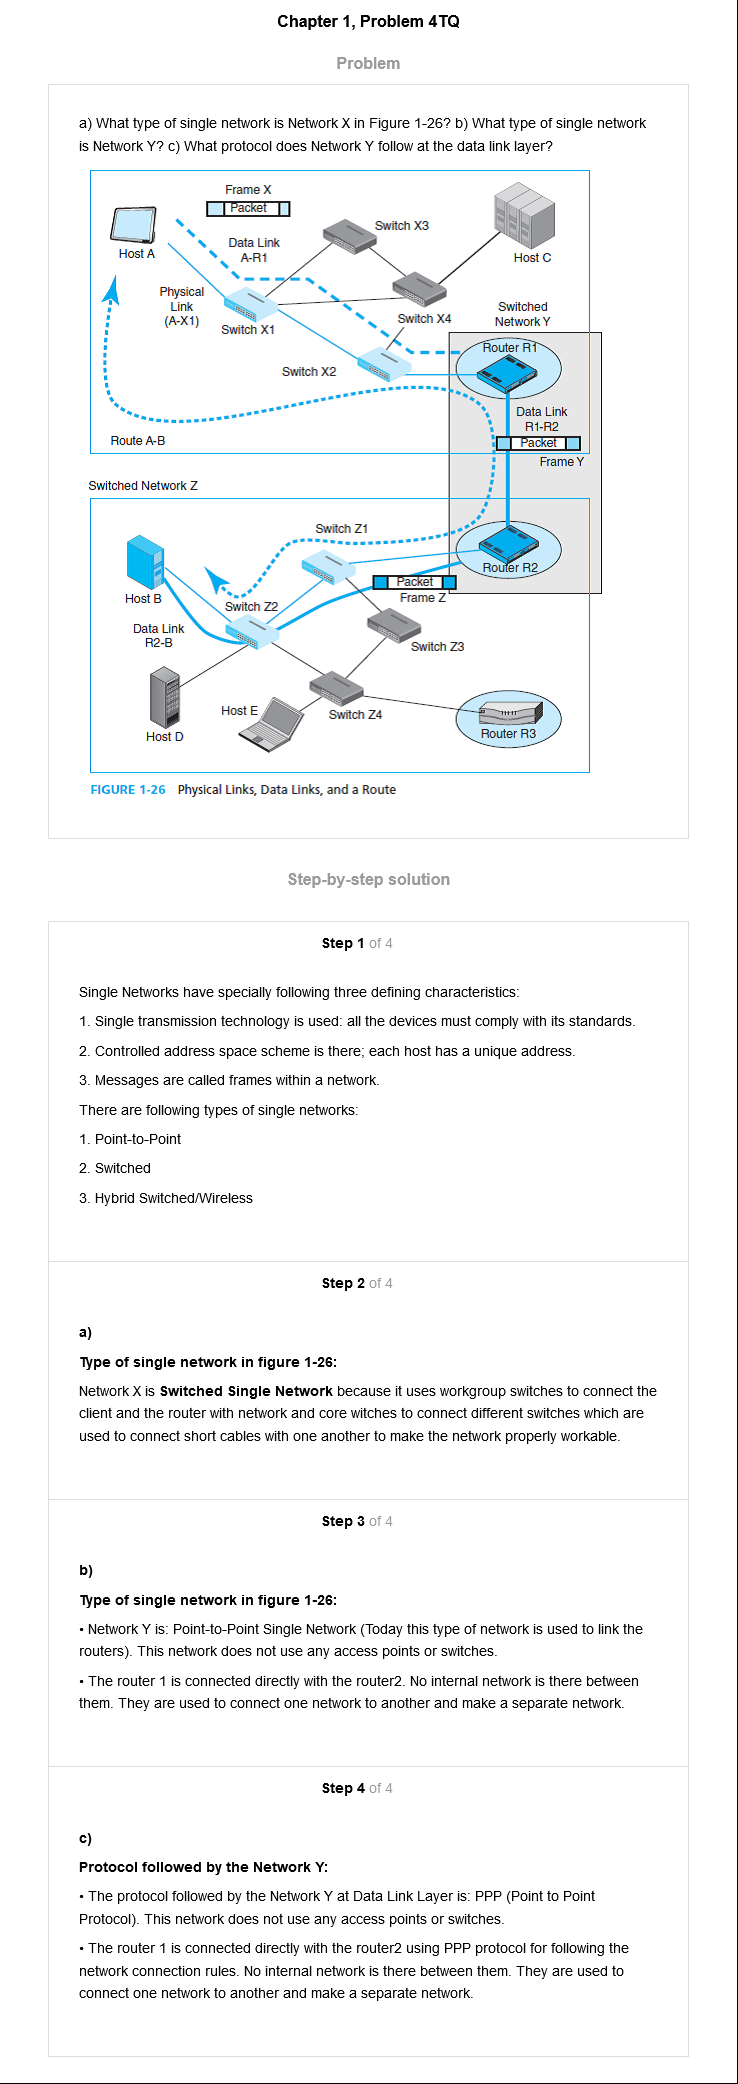 Chapter 1, Problem 4TQ
Problem
a) What type of single network is Network X in Figure 1-26? b) What type of single network
is Network Y? c) What protocol does Network Y follow at the data link layer?
Frame X
Packet
Switch X3
Host A
Data Link
A-R1
Host C
Physical
Link
(A-X1)
Switch X1
Switch X4
Switched
Network Y
Router R1
Switch X2
Data Link
R1-R2
Packet
Route A-B
Frame Y
Switched Network Z
Switch Z1
Router R2
Packet
Host B
Frame Z
Switch Z2
Data Link
R2-B
Switch Z3
Host E
Switch Z4
Host D
Router R3
FIGURE 1-26 Physical Links, Data Links, and a Route
Step-by-step solution
Step 1 of 4
Single Networks have specially following three defining characteristics:
1. Single transmission technology is used: all the devices must comply with its standards.
2. Controlled address space scheme is there; each host has a unique address.
3. Messages are called frames within a network.
There are following types of single networks:
1. Point-to-Point
2. Switched
3. Hybrid Switched/Wireless
Step 2 of 4
a)
Type of single network in figure 1-26:
Network X is Switched Single Network because it uses workgroup switches to connect the
client and the router with network and core witches to connect different switches which are
used to connect short cables with one another to make the network properly workable.
Step 3 of 4
b)
Type of single network in figure 1-26:
• Network Y is: Point-to-Point Single Network (Today this type of network is used to link the
routers). This network does not use any access points or switches.
• The router 1 is connected directly with the router2. No internal network is there between
them. They are used to connect one network to another and make a separate network.
Step 4 of 4
c)
Protocol followed by the Network Y:
• The protocol followed by the Network Y at Data Link Layer is: PPP (Point to Point
Protocol). This network does not use any access points or switches.
• The router 1 is connected directly with the router2 using PPP protocol for following the
network connection rules. No internal network is there between them. They are used to
connect one network to another and make a separate network.